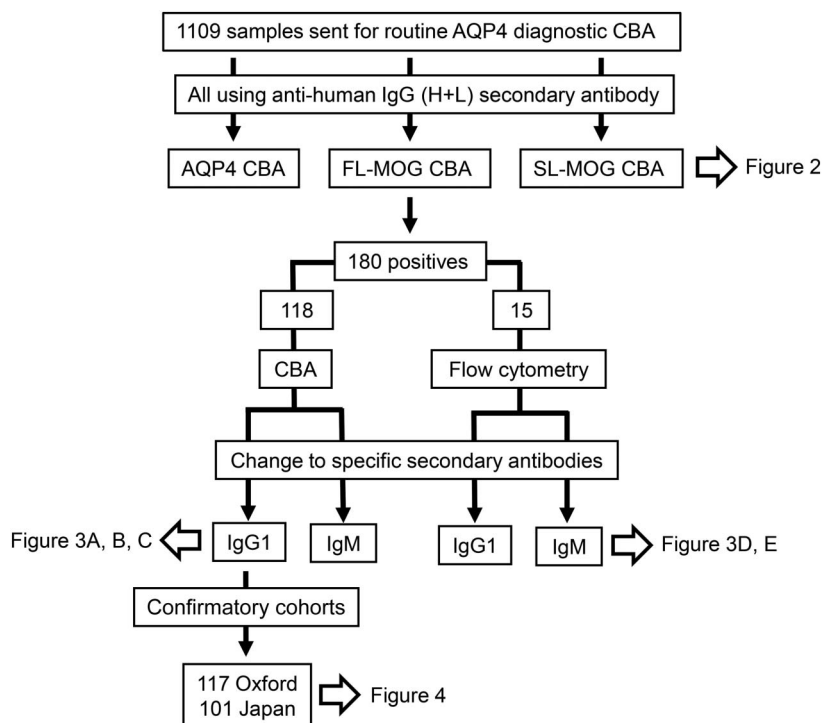 1109 samples sent for routine AQP4 diagnostic CBA
All using anti-human IgG (H+L) secondary antibody
AQP4 CBA
FL-MOG CBA
SL-MOG CBA
Figure 2
180 positives
118
15
CBA
Flow cytometry
Change to specific secondary antibodies
Figure 3A, B, C
IgG1
IgM
IgG1
IgM
Figure 3D, E
Confirmatory cohorts
117 Oxford
101 Japan
Figure 4